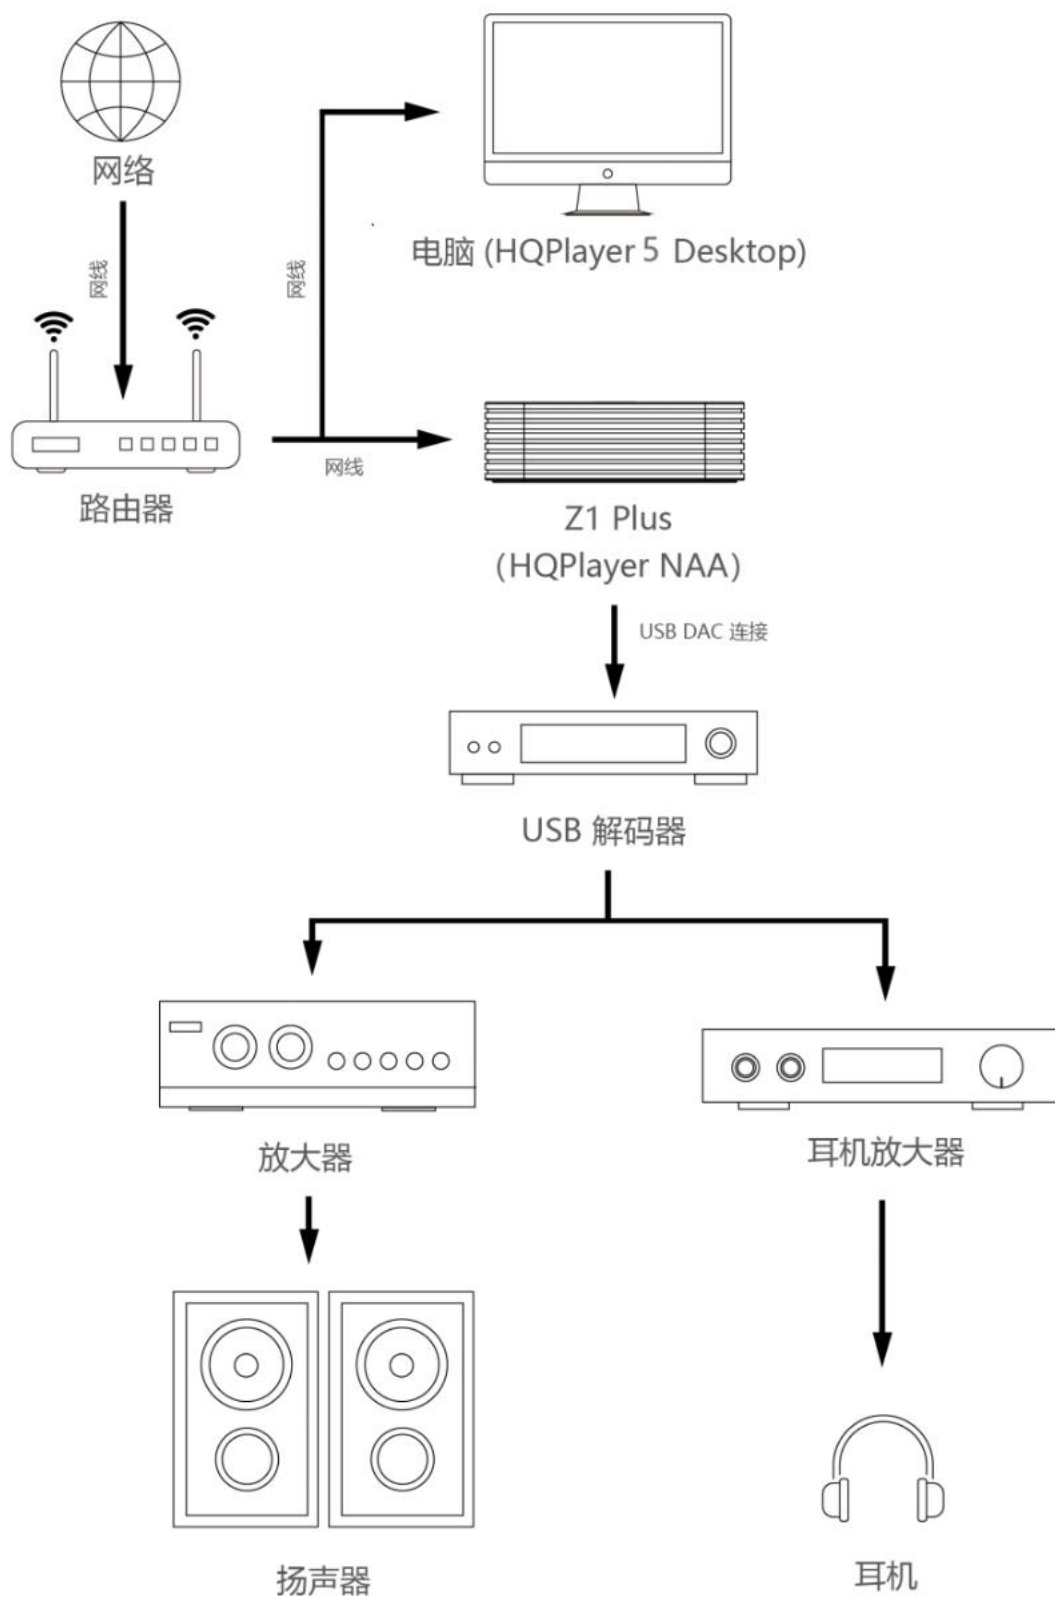 网络
网线
网线
电脑 (HQPlayer 5 Desktop)
路由器
网线
Z1 Plus
(HQPlayer NAA)
USB DAC 连接
USB 解码器
放大器
耳机放大器
扬声器
耳机